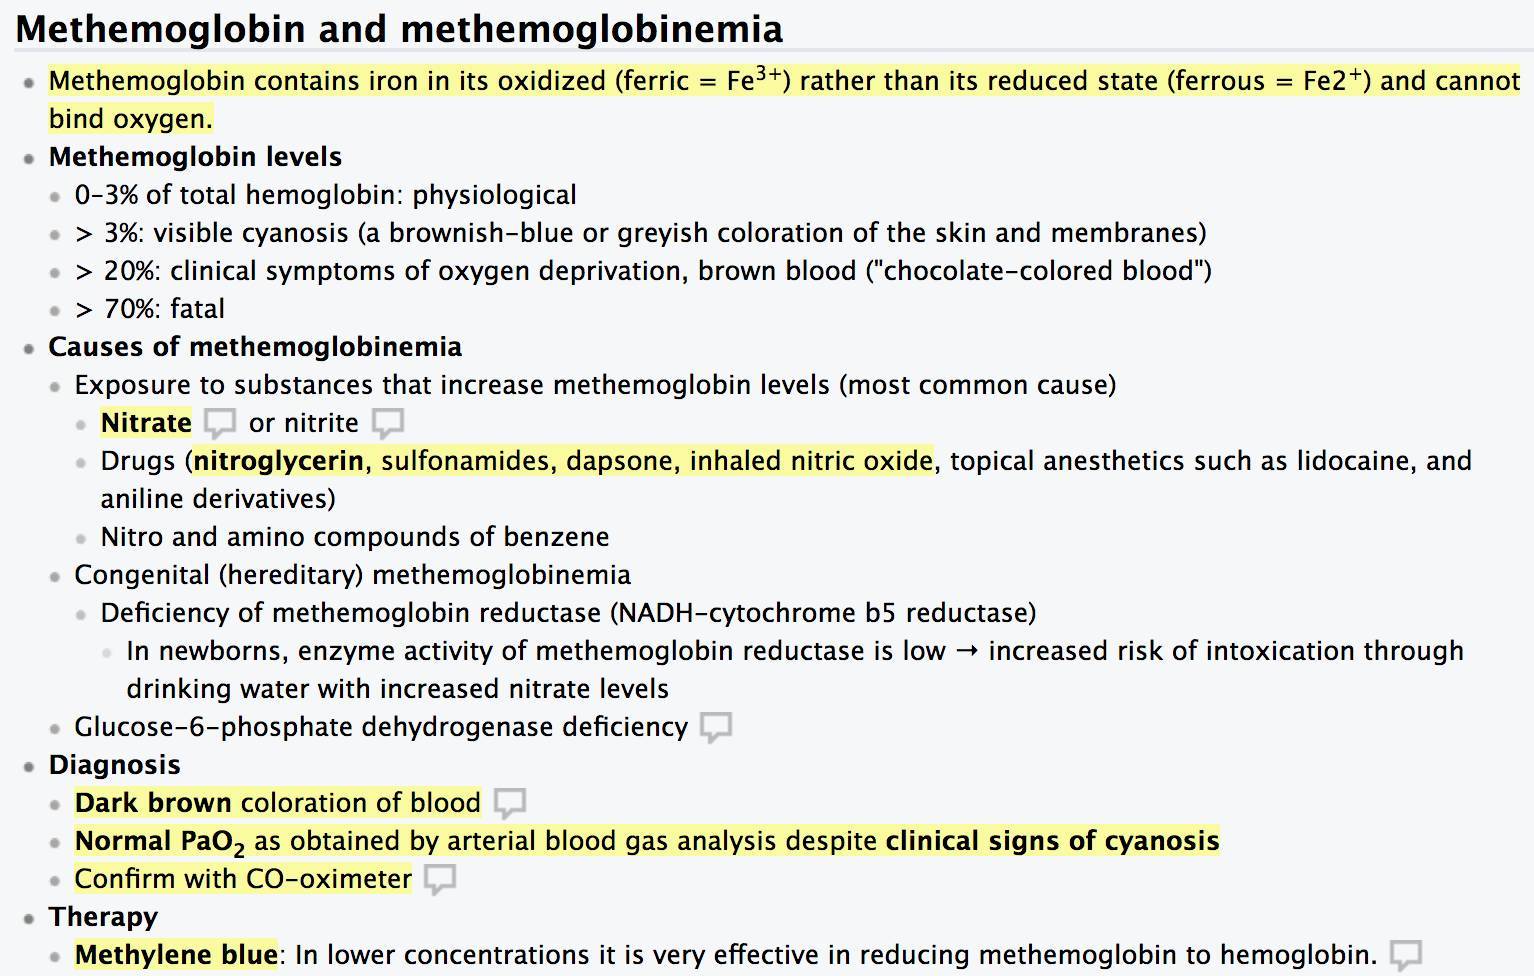 Methemoglobin and methemoglobinemia
Methemoglobin contains iron in its oxidized (ferric = Fe³⁺) rather than its reduced state (ferrous = Fe2⁺) and cannot
bind oxygen.
Methemoglobin levels
0–3% of total hemoglobin: physiological
> 3%: visible cyanosis (a brownish-blue or greyish coloration of the skin and membranes)
> 20%: clinical symptoms of oxygen deprivation, brown blood ("chocolate-colored blood")
> 70%: fatal
Causes of methemoglobinemia
Exposure to substances that increase methemoglobin levels (most common cause)
Nitrate or nitrite
Drugs (nitroglycerin, sulfonamides, dapsone, inhaled nitric oxide, topical anesthetics such as lidocaine, and
aniline derivatives)
Nitro and amino compounds of benzene
Congenital (hereditary) methemoglobinemia
Deficiency of methemoglobin reductase (NADH-cytochrome b5 reductase)
In newborns, enzyme activity of methemoglobin reductase is low → increased risk of intoxication through
drinking water with increased nitrate levels
Glucose-6-phosphate dehydrogenase deficiency
Diagnosis
Dark brown coloration of blood
Normal PaO₂ as obtained by arterial blood gas analysis despite clinical signs of cyanosis
Confirm with CO-oximeter
Therapy
Methylene blue: In lower concentrations it is very effective in reducing methemoglobin to hemoglobin.